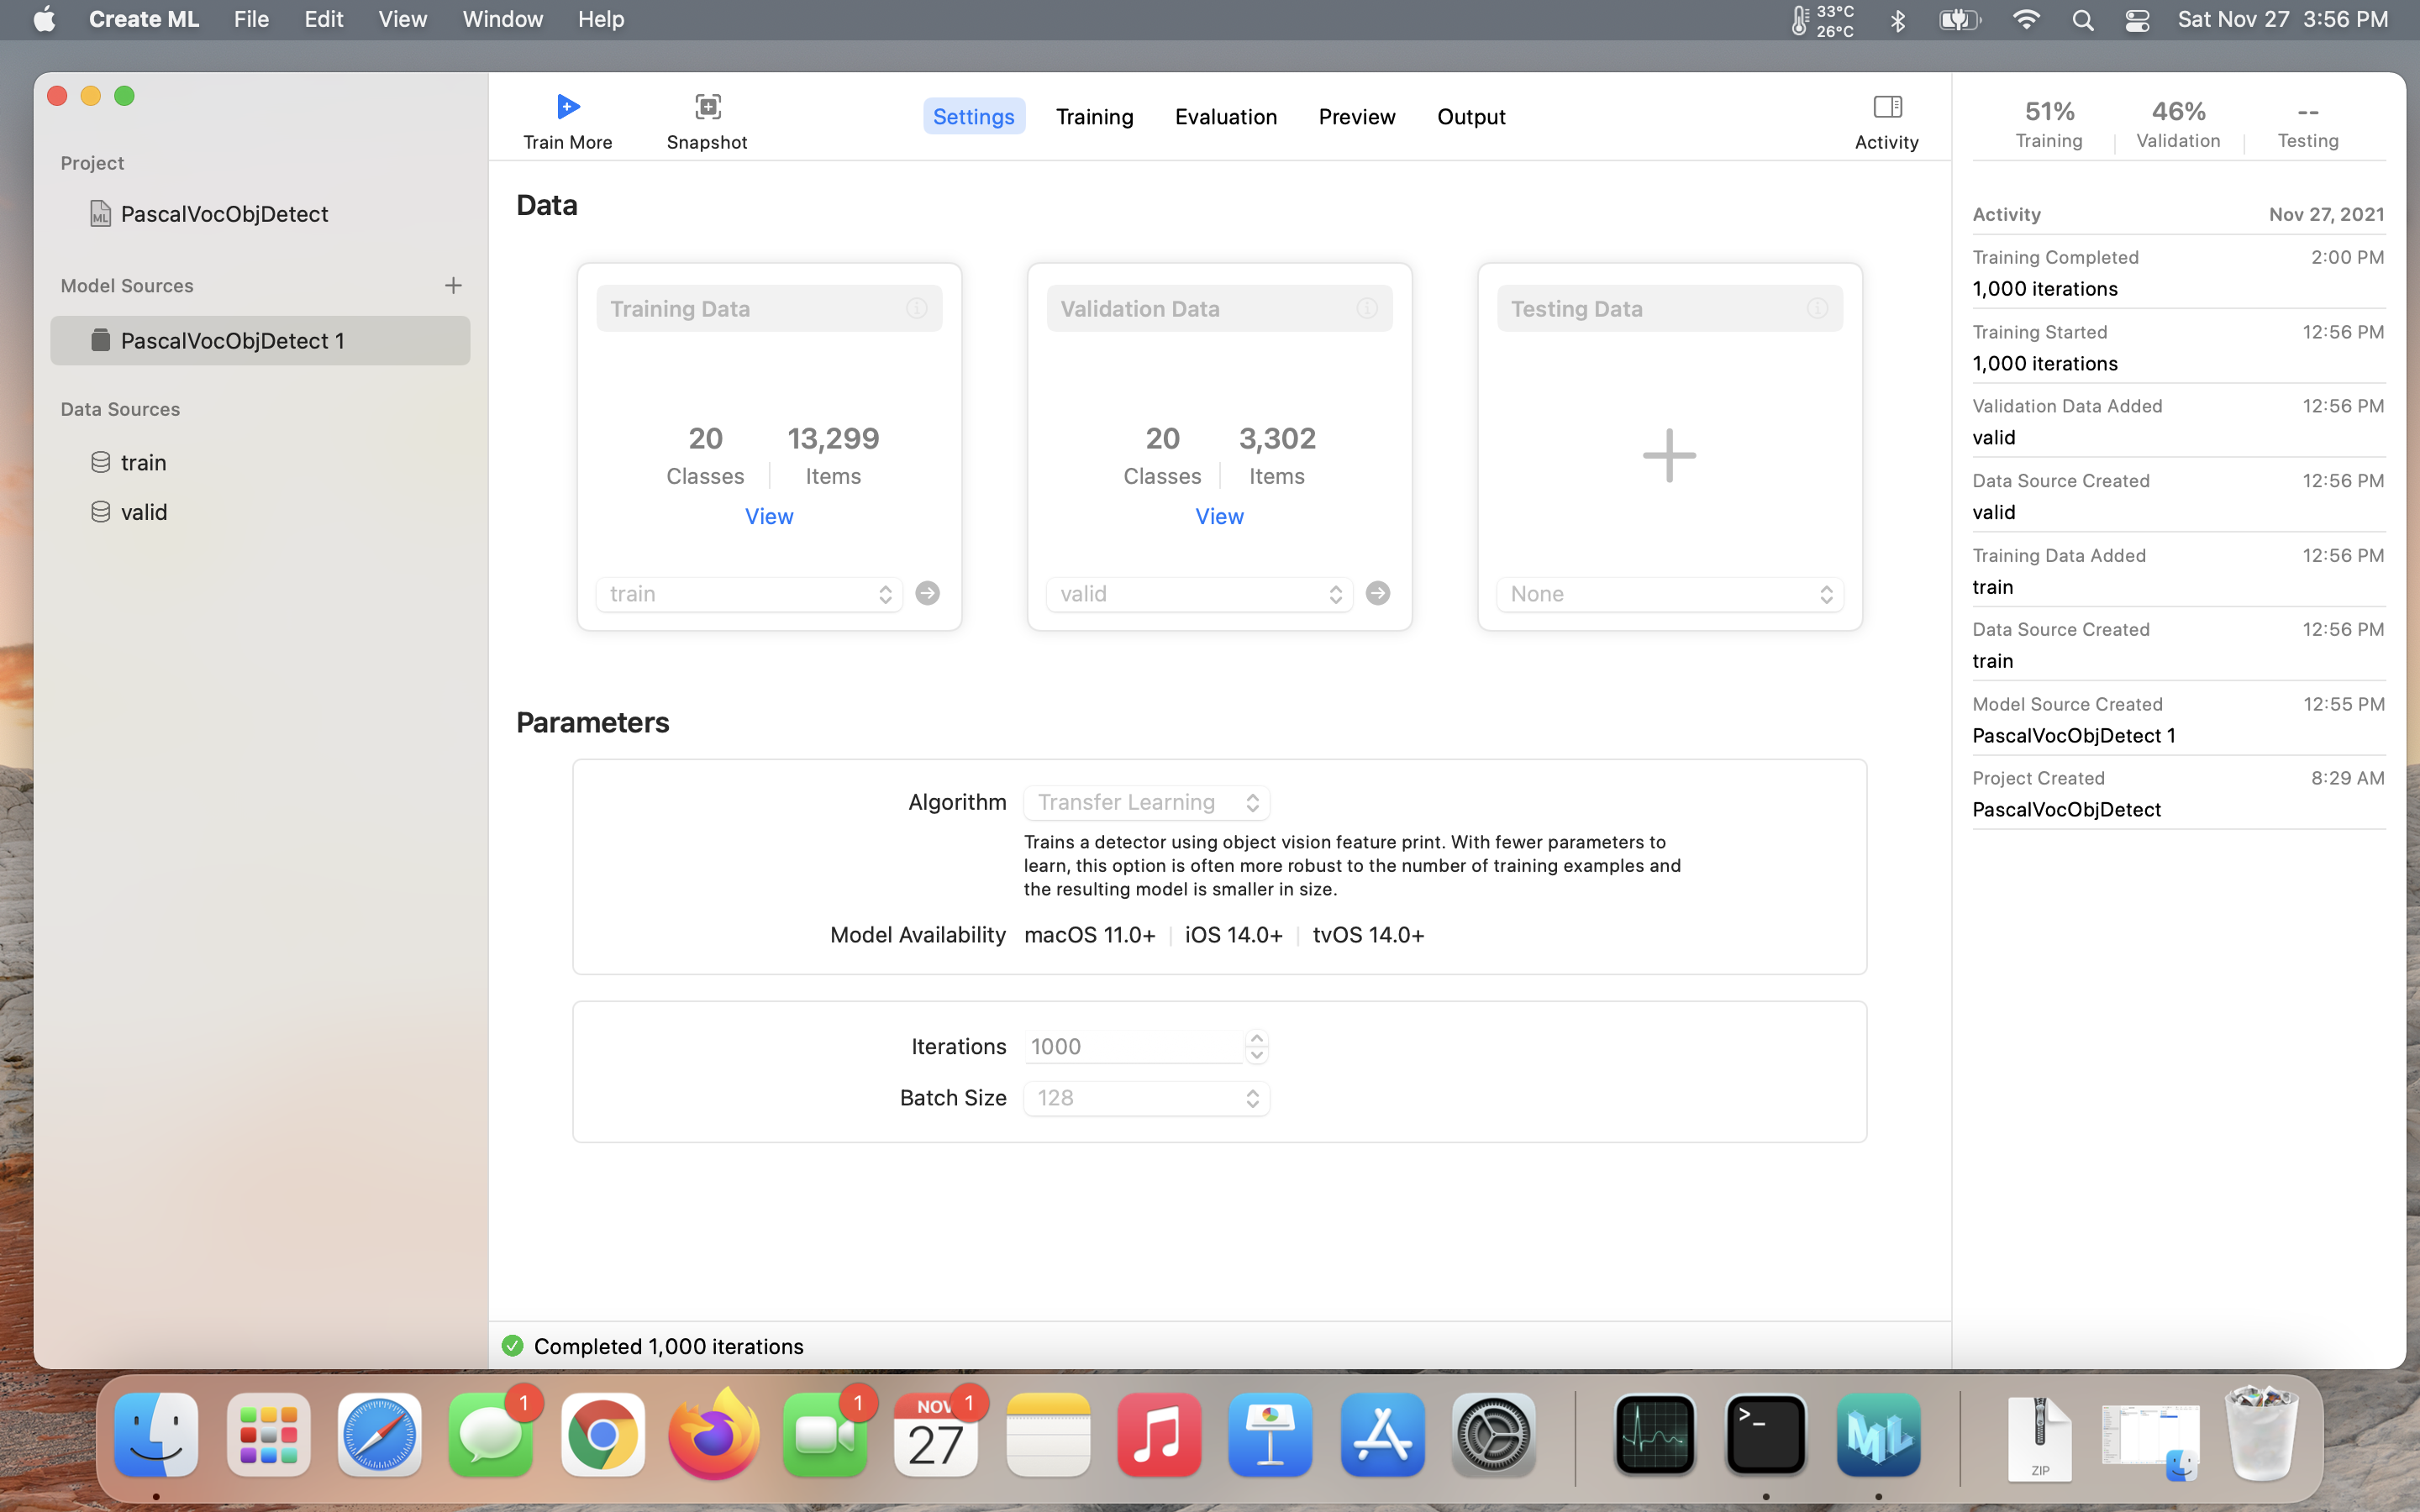 Create ML File Edit View Window Help
33°C
26°C
Sat Nov 27 3:56 PM
Project
PascalVocObjDetect
Model Sources
PascalVocObjDetect 1
Data Sources
train
valid
Train More
Snapshot
Settings Training Evaluation Preview Output
Activity
Data
Training Data
20 13,299
Classes Items
View
train
Validation Data
20 3,302
Classes Items
View
valid
Testing Data
None
Parameters
Algorithm Transfer Learning
Trains a detector using object vision feature print. With fewer parameters to
learn, this option is often more robust to the number of training examples and
the resulting model is smaller in size.
Model Availability macOS 11.0+ iOS 14.0+ tvOS 14.0+
Iterations 1000
Batch Size 128
Completed 1,000 iterations
51% 46% --
Training Validation Testing
Activity Nov 27, 2021
Training Completed 2:00 PM
1,000 iterations
Training Started 12:56 PM
1,000 iterations
Validation Data Added 12:56 PM
valid
Data Source Created 12:56 PM
valid
Training Data Added 12:56 PM
train
Data Source Created 12:56 PM
train
Model Source Created 12:55 PM
PascalVocObjDetect 1
Project Created 8:29 AM
PascalVocObjDetect
1
1
NOV 1
27
>_
ML
ZIP